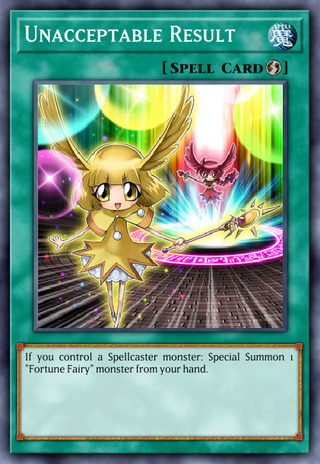 Unacceptable Result
魔
[Spell Card]
If you control a Spellcaster monster: Special Summon 1
"Fortune Fairy" monster from your hand.